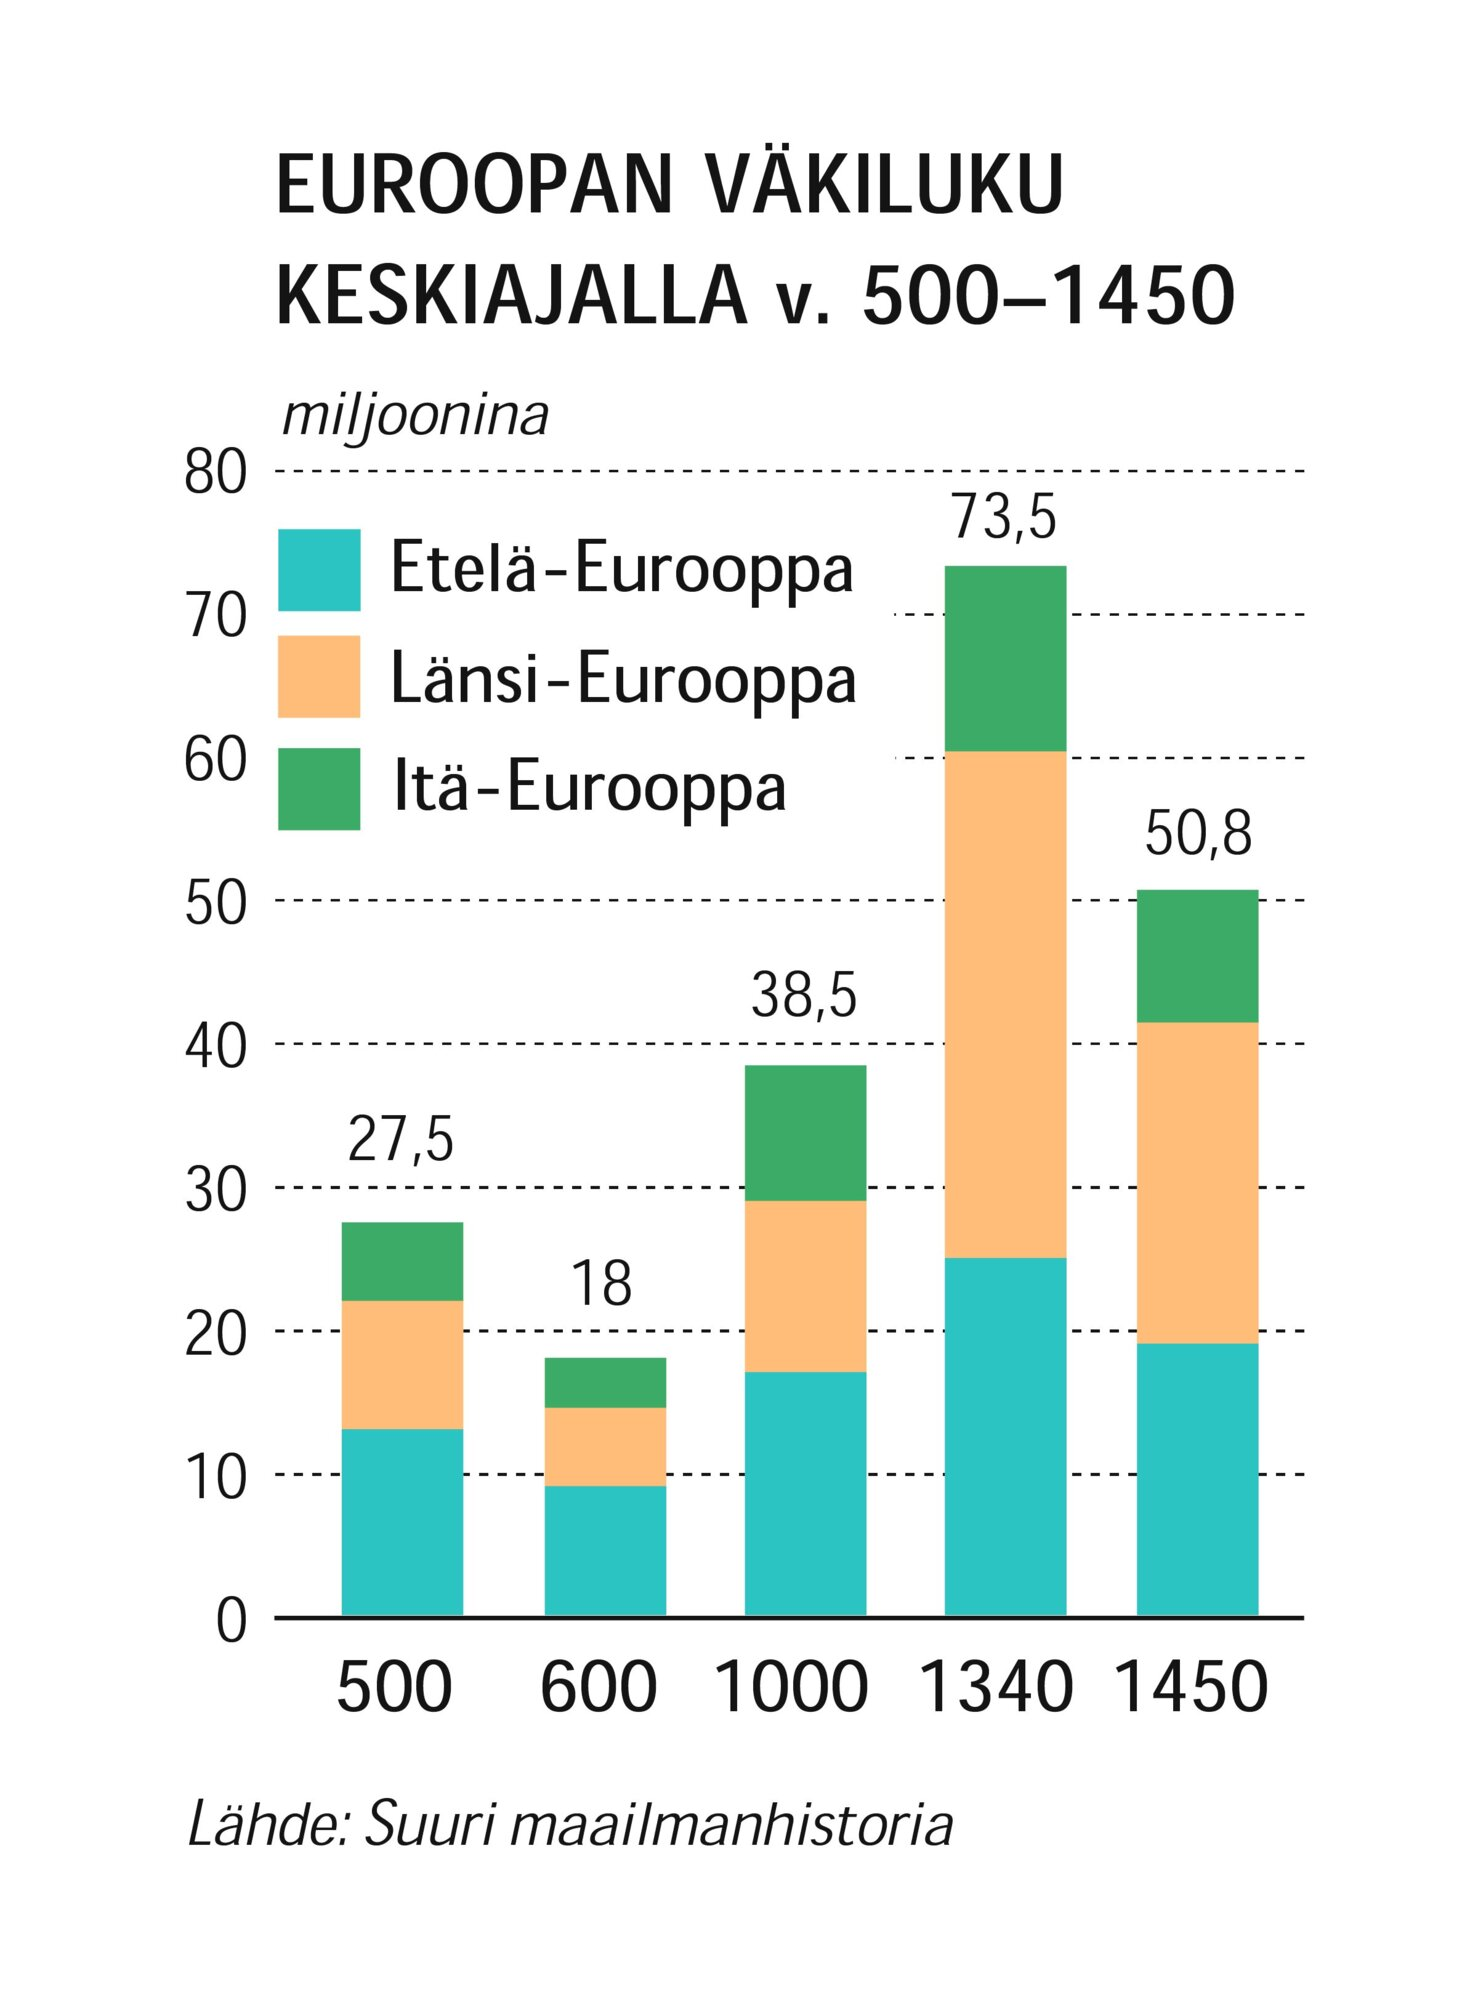 EUROOPAN VÄKILUKU
KESKIAJALLA v. 500–1450
miljoonina
80
73,5
Etelä-Eurooppa
70
Länsi-Eurooppa
60
Itä-Eurooppa
50,8
50
38,5
40
27,5
30
18
20
10
0
500 600 1000 1340 1450
Lähde: Suuri maailmanhistoria